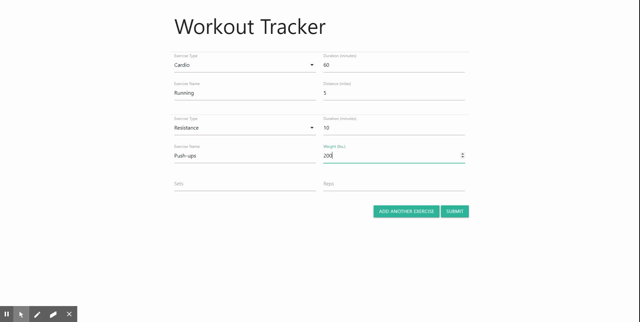 Workout Tracker
Exercise Type
Duration (minutes)
Cardio
60
Exercise Name
Distance (miles)
Running
5
Exercise Type
Duration (minutes)
Resistance
10
Exercise Name
Weight (lbs.)
Push-ups
200
Sets
Reps
ADD ANOTHER EXERCISE
SUBMIT